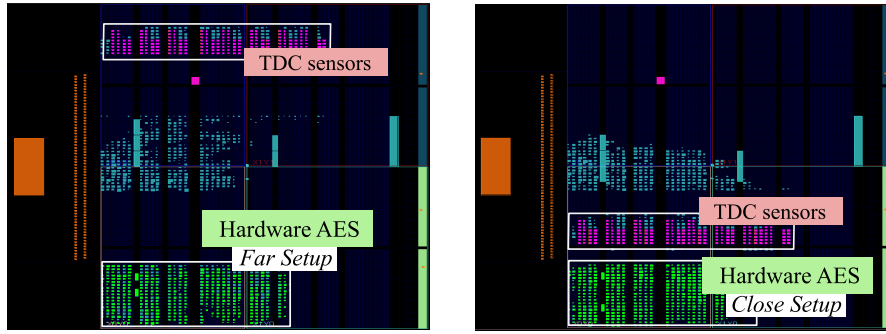 TDC sensors
Hardware AES
Far Setup
TDC sensors
Hardware AES
Close Setup